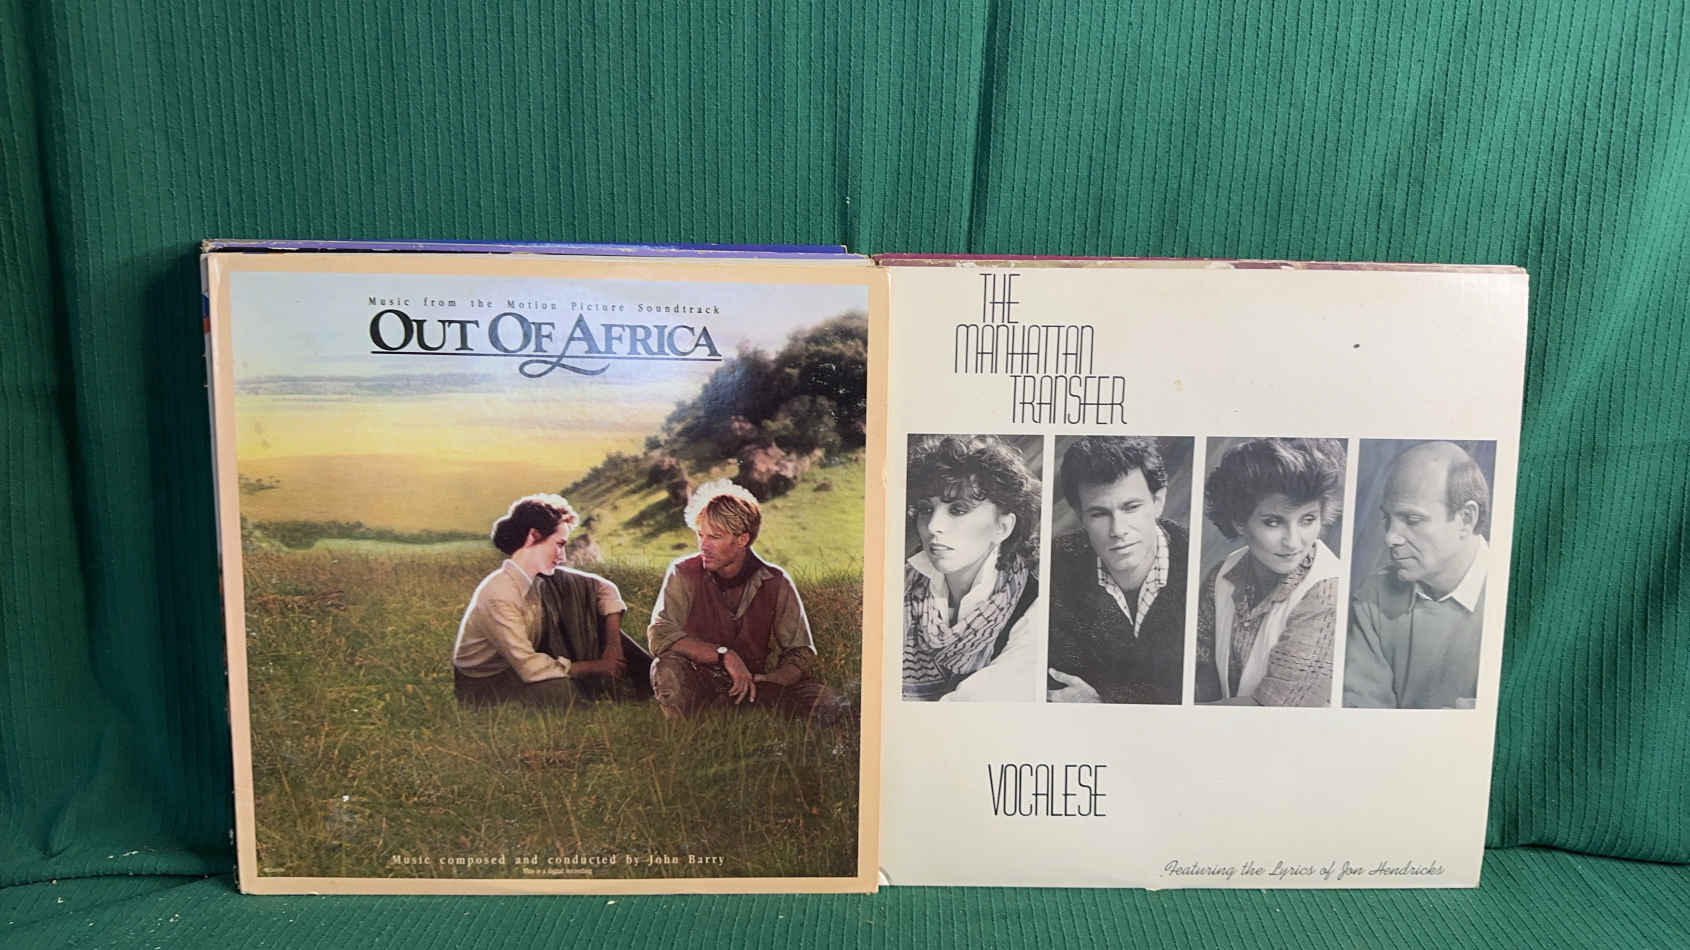 Music from the Motion Picture Soundtrack
OUT OF AFRICA
Music composed and conducted by John Barry
This is a digital recording
THE
MANHATTAN
TRANSFER
VOCALESE
Featuring the Lyrics of Jon Hendricks